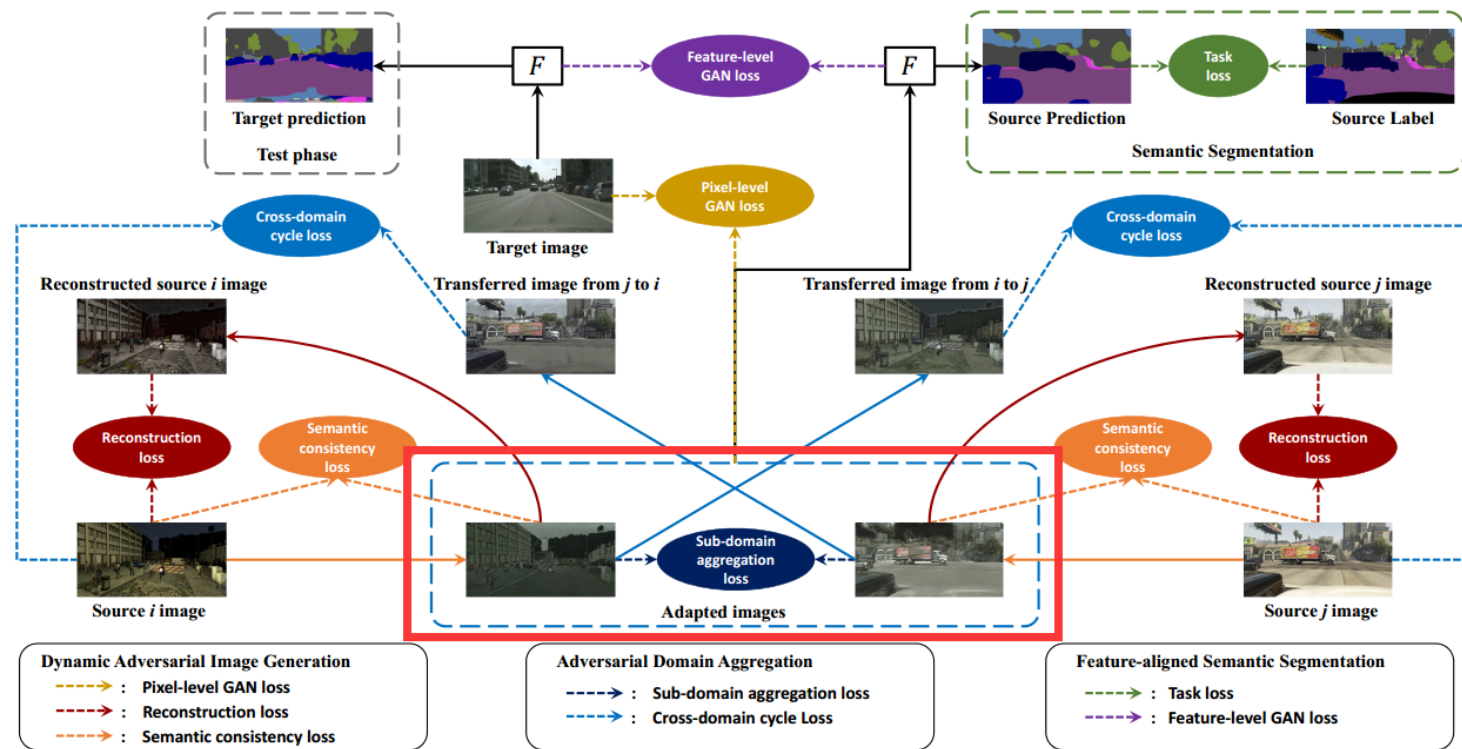 F
Feature-level
GAN loss
F
Task
loss
Target prediction
Source Prediction
Source Label
Test phase
Semantic Segmentation
Pixel-level
GAN loss
Cross-domain
cycle loss
Cross-domain
cycle loss
Target image
Reconstructed source i image
Transferred image from j to i
Transferred image from i to j
Reconstructed source j image
Reconstruction
loss
Semantic
consistency
loss
Semantic
consistency
loss
Reconstruction
loss
Sub-domain
aggregation
loss
Source i image
Adapted images
Source j image
Dynamic Adversarial Image Generation
: Pixel-level GAN loss
: Reconstruction loss
: Semantic consistency loss
Adversarial Domain Aggregation
: Sub-domain aggregation loss
: Cross-domain cycle Loss
Feature-aligned Semantic Segmentation
: Task loss
: Feature-level GAN loss